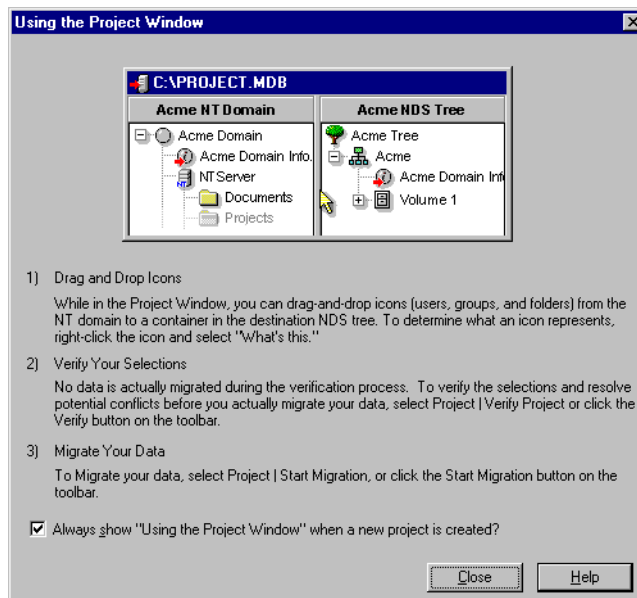 Using the Project Window
C:\PROJECT.MDB
Acme NT Domain
Acme NDS Tree
Acme Domain
Acme Tree
Acme Domain Info.
Acme
NT Server
Acme Domain Inf
Documents
Volume 1
Projects
NT
1) Drag and Drop Icons
While in the Project Window, you can drag-and-drop icons (users, groups, and folders) from the
NT domain to a container in the destination NDS tree. To determine what an icon represents,
right-click the icon and select "What's this."
2) Verify Your Selections
No data is actually migrated during the verification process. To verify the selections and resolve
potential conflicts before you actually migrate your data, select Project | Verify Project or click the
Verify button on the toolbar.
3) Migrate Your Data
To Migrate your data, select Project | Start Migration, or click the Start Migration button on the
toolbar.
Always show "Using the Project Window" when a new project is created?
Close
Help